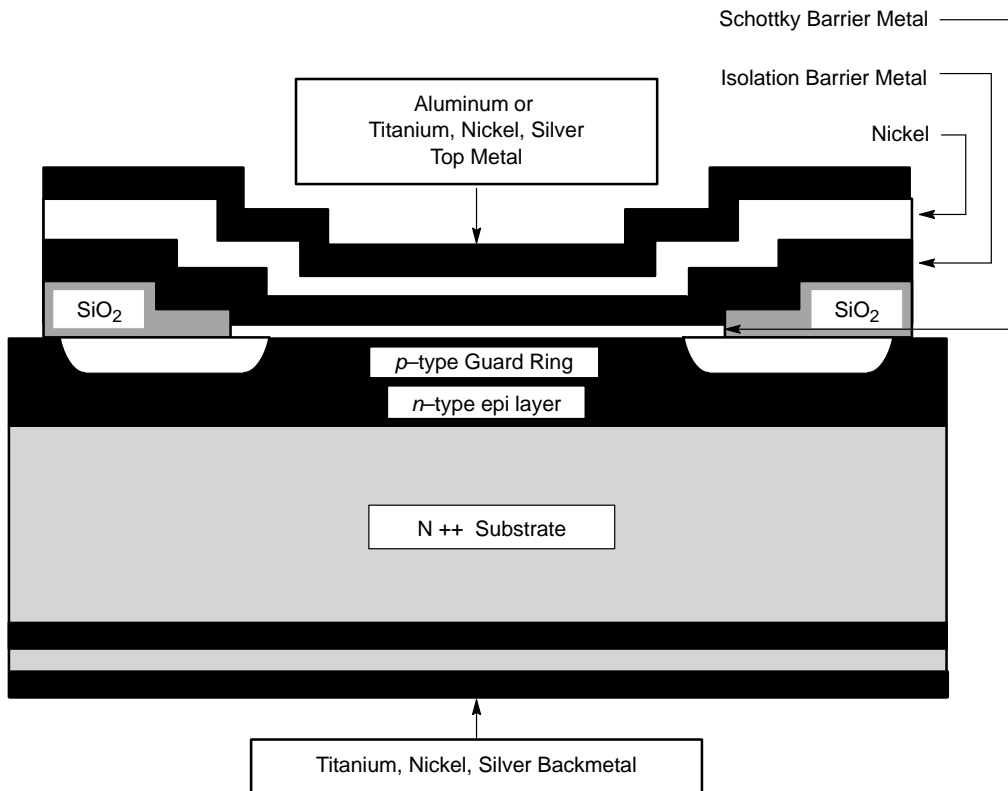 Schottky Barrier Metal
Isolation Barrier Metal
Nickel
Aluminum or
Titanium, Nickel, Silver
Top Metal
SiO₂
SiO₂
p–type Guard Ring
n–type epi layer
N ++ Substrate
Titanium, Nickel, Silver Backmetal